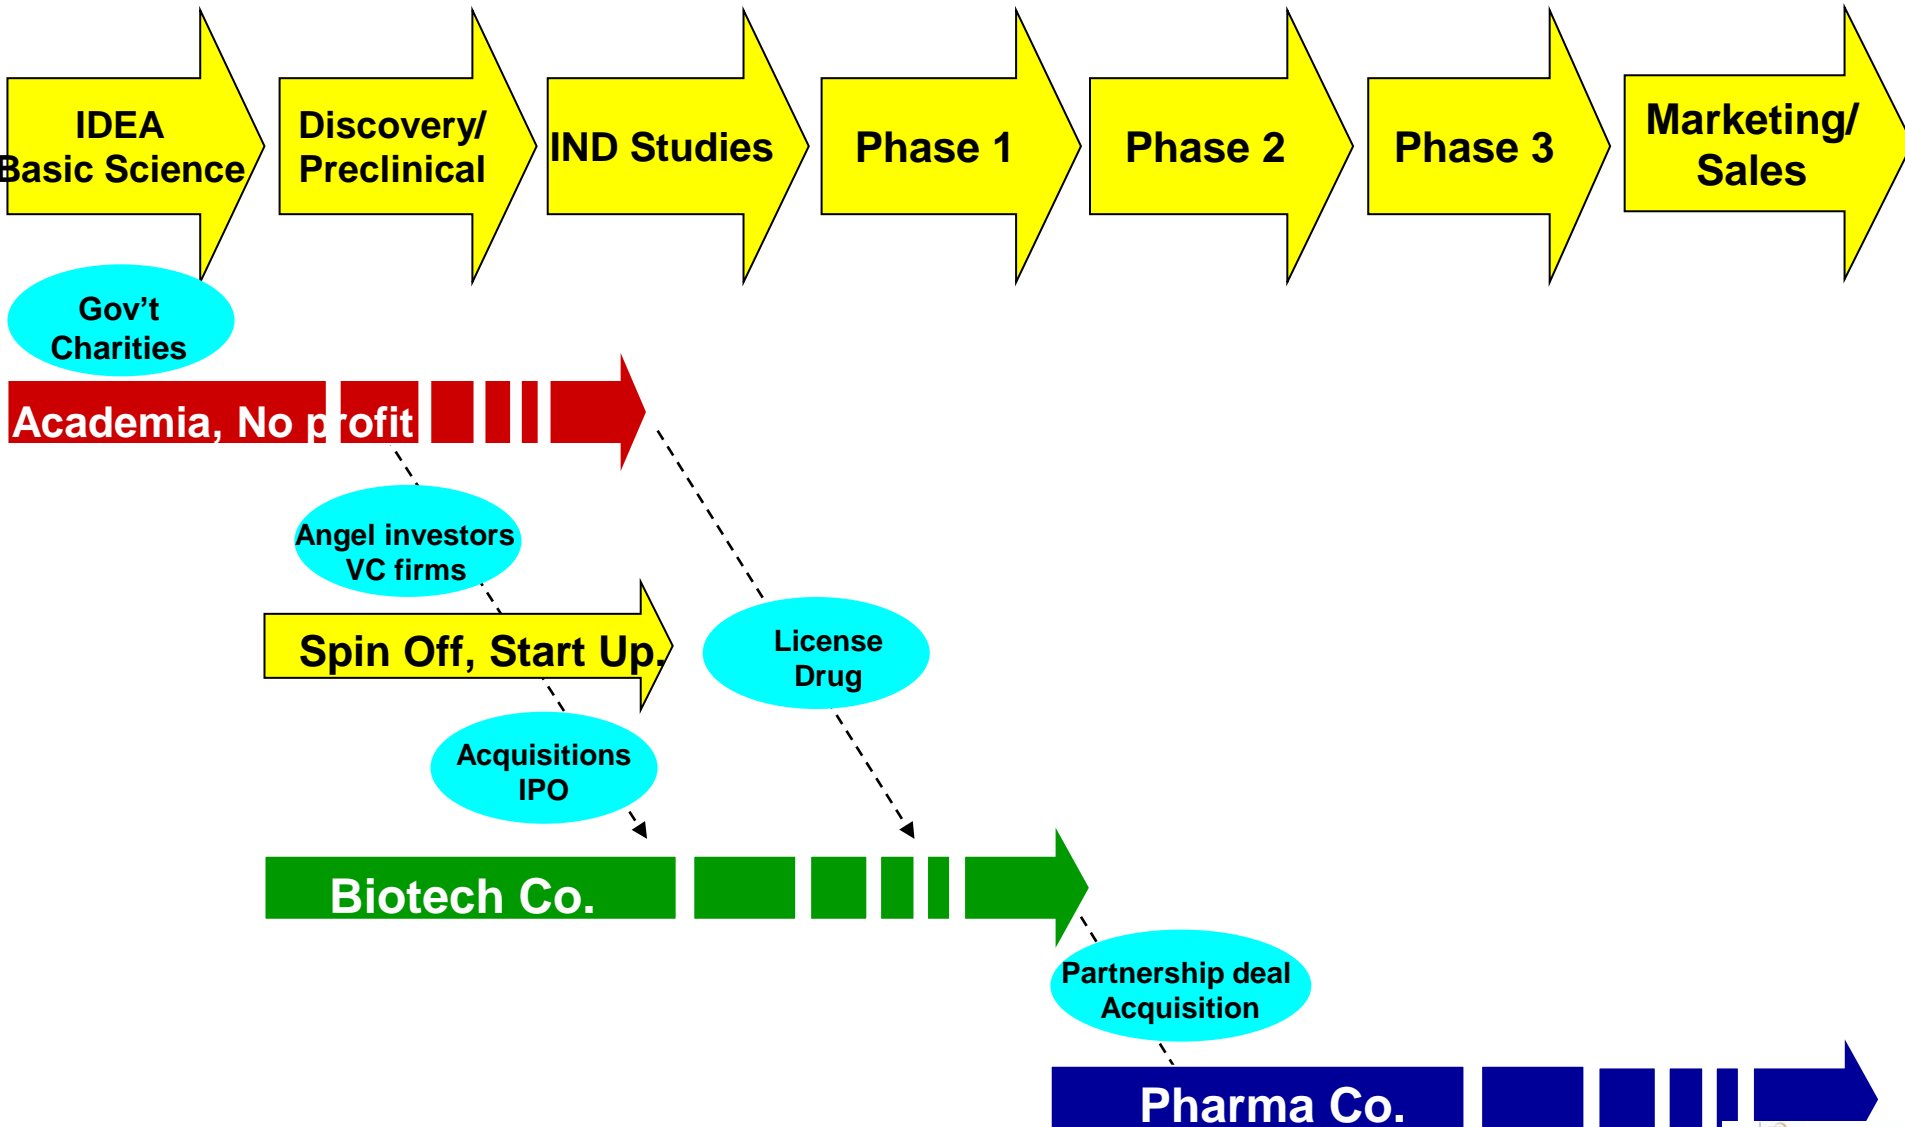 IDEA
Basic Science
Discovery/
Preclinical
IND Studies
Phase 1
Phase 2
Phase 3
Marketing/
Sales
Gov’t
Charities
Academia, No profit
Angel investors
VC firms
Spin Off, Start Up.
License
Drug
Acquisitions
IPO
Biotech Co.
Partnership deal
Acquisition
Pharma Co.